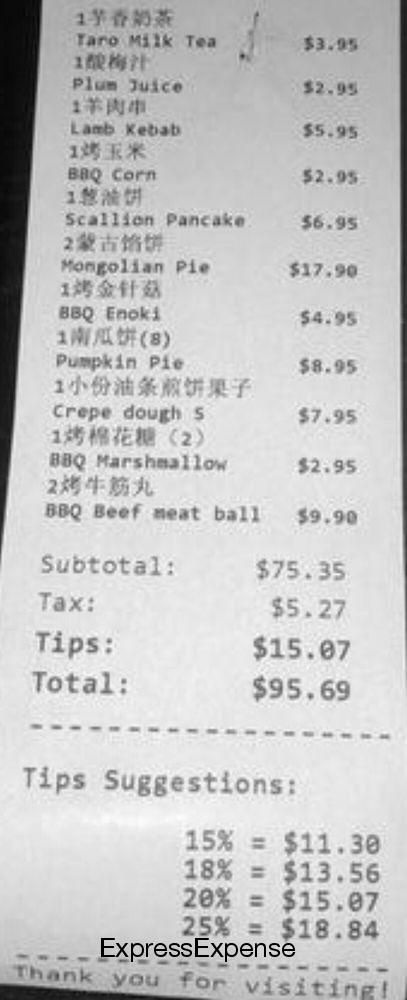 1芋香奶茶
Taro Milk Tea $3.95
1酸梅汁
Plum Juice $2.95
1羊肉串
Lamb Kebab $5.95
1烤玉米
BBQ Corn $2.95
1葱油饼
Scallion Pancake $6.95
2蒙古馅饼
Mongolian Pie $17.90
1烤金针菇
BBQ Enoki $4.95
1南瓜饼(8)
Pumpkin Pie $8.95
1小份油条煎饼果子
Crepe dough S $7.95
1烤棉花糖（2）
BBQ Marshmallow $2.95
2烤牛筋丸
BBQ Beef meat ball $9.90
Subtotal: $75.35
Tax: $5.27
Tips: $15.07
Total: $95.69
Tips Suggestions:
15% = $11.30
18% = $13.56
20% = $15.07
25% = $18.84
ExpressExpense
Thank you for visiting!